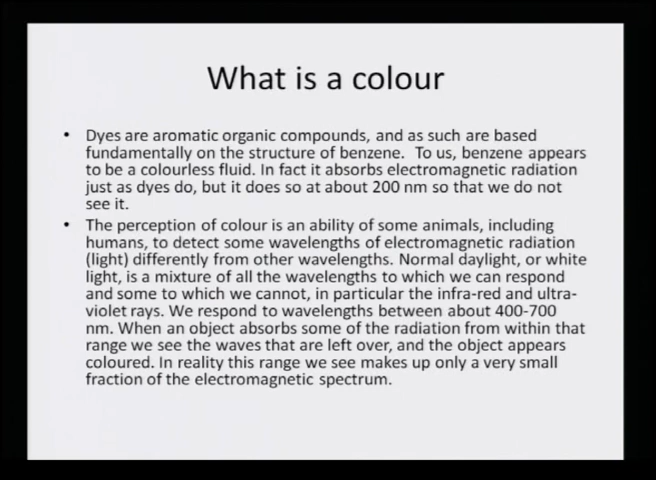 What is a colour
• Dyes are aromatic organic compounds, and as such are based
fundamentally on the structure of benzene.  To us, benzene appears
to be a colourless fluid. In fact it absorbs electromagnetic radiation
just as dyes do, but it does so at about 200 nm so that we do not
see it.
• The perception of colour is an ability of some animals, including
humans, to detect some wavelengths of electromagnetic radiation
(light) differently from other wavelengths. Normal daylight, or white
light, is a mixture of all the wavelengths to which we can respond
and some to which we cannot, in particular the infra-red and ultra-
violet rays. We respond to wavelengths between about 400-700
nm. When an object absorbs some of the radiation from within that
range we see the waves that are left over, and the object appears
coloured. In reality this range we see makes up only a very small
fraction of the electromagnetic spectrum.